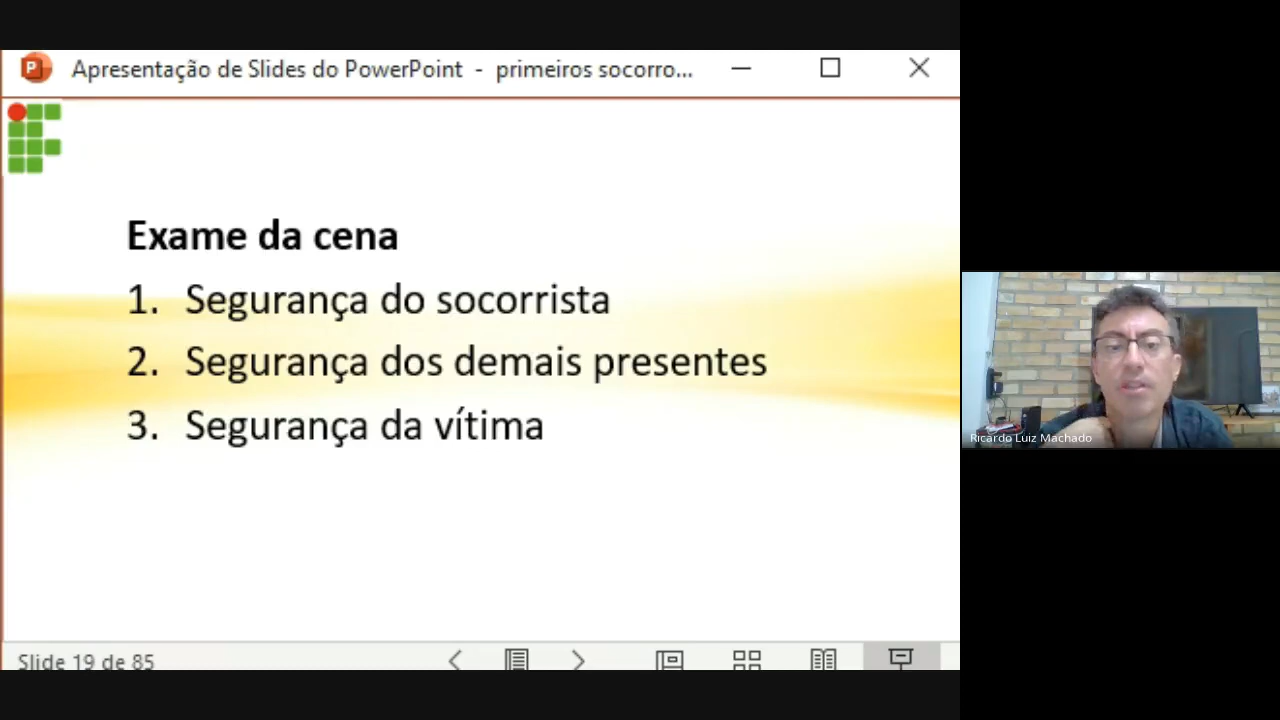 Apresentação de Slides do PowerPoint - primeiros socorro...
Exame da cena
1. Segurança do socorrista
2. Segurança dos demais presentes
3. Segurança da vítima
Ricardo Luiz Machado
Slide 19 de 85